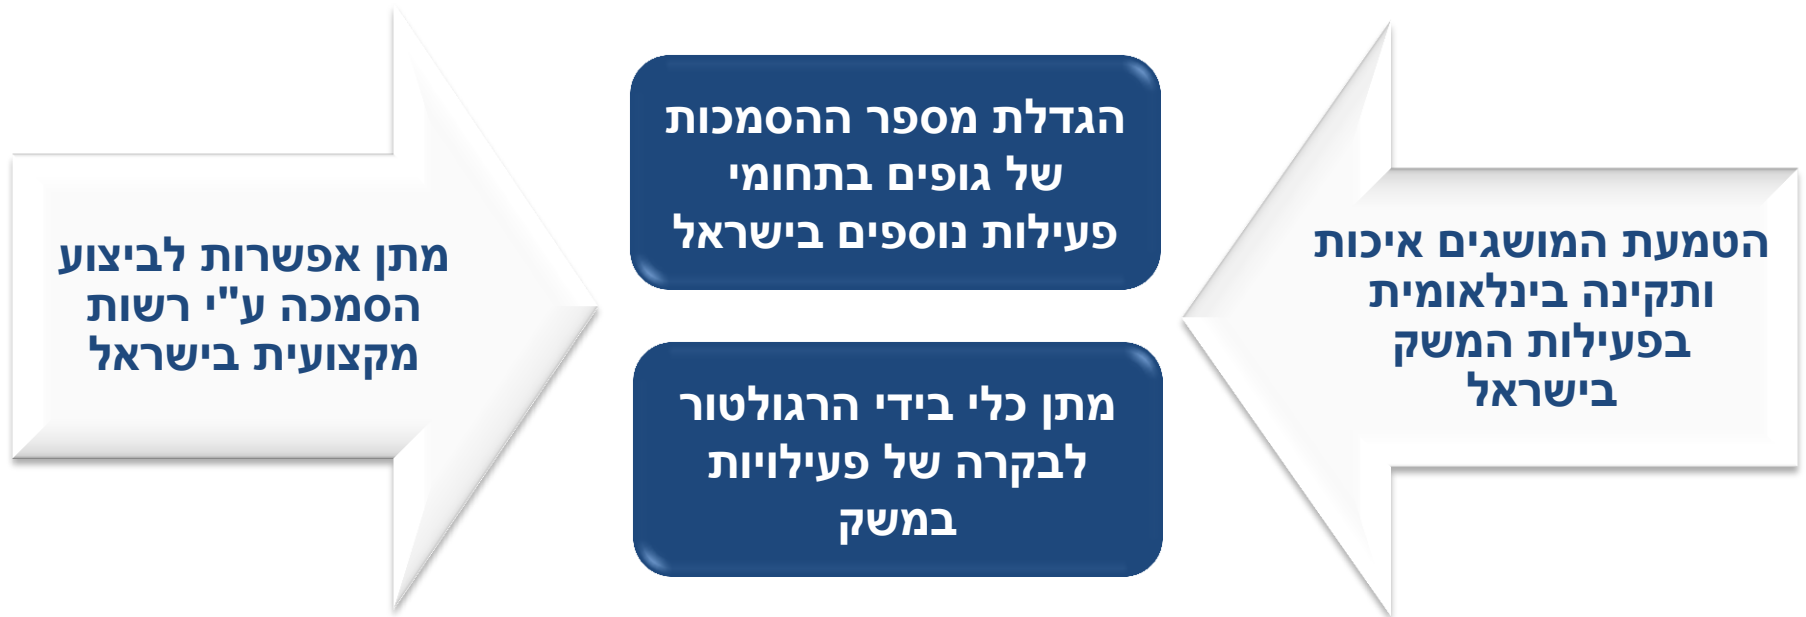 הטמעת המושגים איכות
ותקינה בינלאומית
בפעילות המשק
בישראל
הגדלת מספר ההסמכות
של גופים בתחומי
פעילות נוספים בישראל
מתן כלי בידי הרגולטור
לבקרה של פעילויות
במשק
מתן אפשרות לביצוע
הסמכה ע"י רשות
מקצועית בישראל